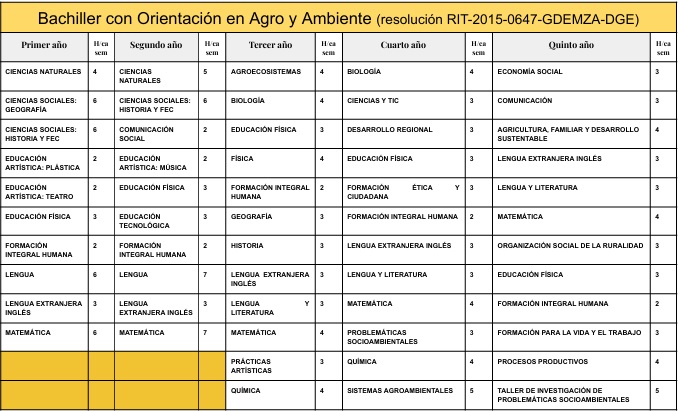 Bachiller con Orientación en Agro y Ambiente (resolución RIT-2015-0647-GDEMZA-DGE)
Primer año H/ca sem Segundo año H/ca sem Tercer año H/ca sem Cuarto año H/ca sem Quinto año H/ca sem
CIENCIAS NATURALES 4 CIENCIAS NATURALES 5 AGROECOSISTEMAS 4 BIOLOGÍA 4 ECONOMÍA SOCIAL 3
CIENCIAS SOCIALES: GEOGRAFÍA 6 CIENCIAS SOCIALES: HISTORIA Y FEC 6 BIOLOGÍA 4 CIENCIAS Y TIC 3 COMUNICACIÓN 3
CIENCIAS SOCIALES: HISTORIA Y FEC 6 COMUNICACIÓN SOCIAL 2 EDUCACIÓN FÍSICA 3 DESARROLLO REGIONAL 3 AGRICULTURA, FAMILIAR Y DESARROLLO SUSTENTABLE 4
EDUCACIÓN ARTÍSTICA: PLÁSTICA 2 EDUCACIÓN ARTÍSTICA: MÚSICA 2 FÍSICA 4 EDUCACIÓN FÍSICA 3 LENGUA EXTRANJERA INGLÉS 3
EDUCACIÓN ARTÍSTICA: TEATRO 2 EDUCACIÓN FÍSICA 3 FORMACIÓN INTEGRAL HUMANA 2 FORMACIÓN ÉTICA Y CIUDADANA 3 LENGUA Y LITERATURA 3
EDUCACIÓN FÍSICA 3 EDUCACIÓN TECNOLÓGICA 3 GEOGRAFÍA 3 FORMACIÓN INTEGRAL HUMANA 2 MATEMÁTICA 4
FORMACIÓN INTEGRAL HUMANA 2 FORMACIÓN INTEGRAL HUMANA 2 HISTORIA 3 LENGUA EXTRANJERA INGLÉS 3 ORGANIZACIÓN SOCIAL DE LA RURALIDAD 3
LENGUA 6 LENGUA 7 LENGUA EXTRANJERA INGLÉS 3 LENGUA Y LITERATURA 3 EDUCACIÓN FÍSICA 3
LENGUA EXTRANJERA INGLÉS 3 LENGUA EXTRANJERA INGLÉS 3 LENGUA Y LITERATURA 3 MATEMÁTICA 4 FORMACIÓN INTEGRAL HUMANA 2
MATEMÁTICA 6 MATEMÁTICA 7 MATEMÁTICA 4 PROBLEMÁTICAS SOCIOAMBIENTALES 3 FORMACIÓN PARA LA VIDA Y EL TRABAJO 3
PRÁCTICAS ARTÍSTICAS 3 QUÍMICA 4 PROCESOS PRODUCTIVOS 4
QUÍMICA 4 SISTEMAS AGROAMBIENTALES 5 TALLER DE INVESTIGACIÓN DE PROBLEMÁTICAS SOCIOAMBIENTALES 5